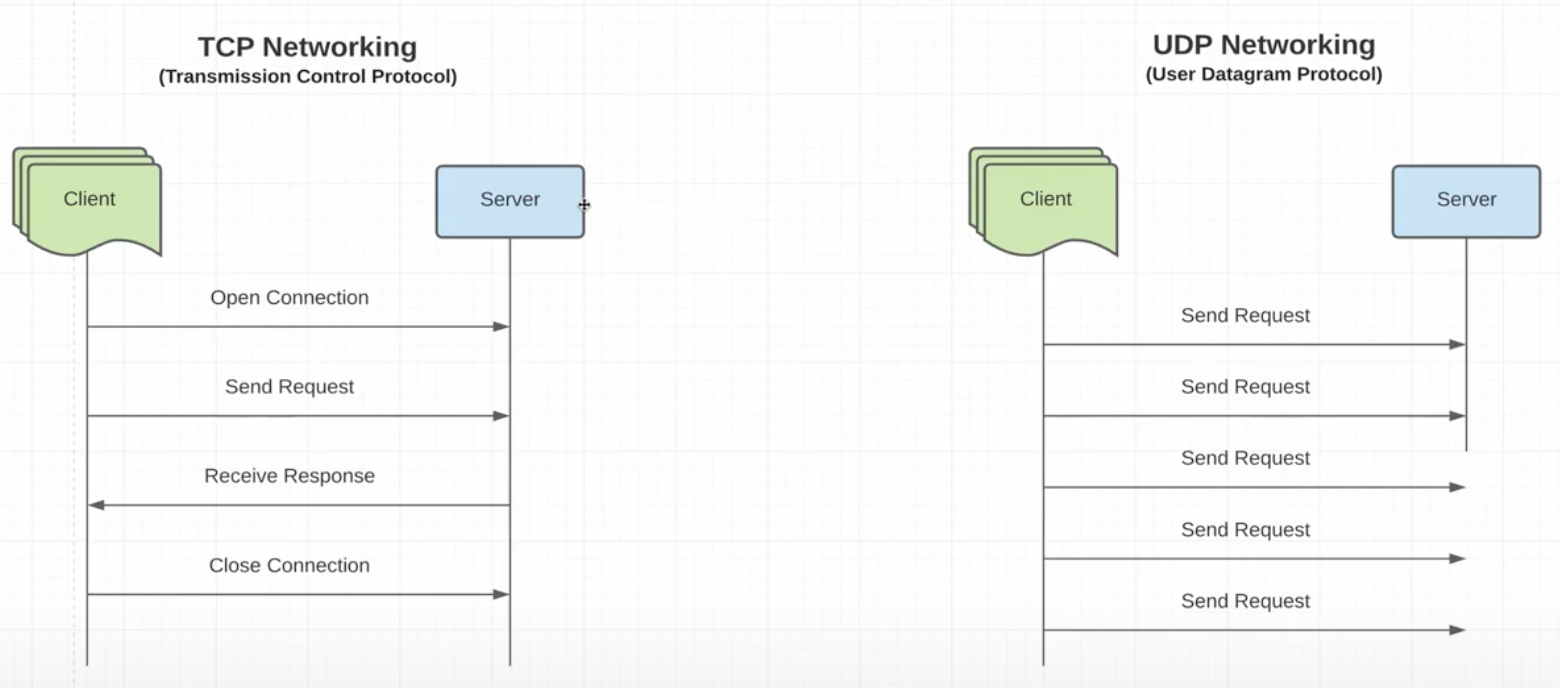 TCP Networking
(Transmission Control Protocol)
Client
Server
Open Connection
Send Request
Receive Response
Close Connection
UDP Networking
(User Datagram Protocol)
Client
Server
Send Request
Send Request
Send Request
Send Request
Send Request